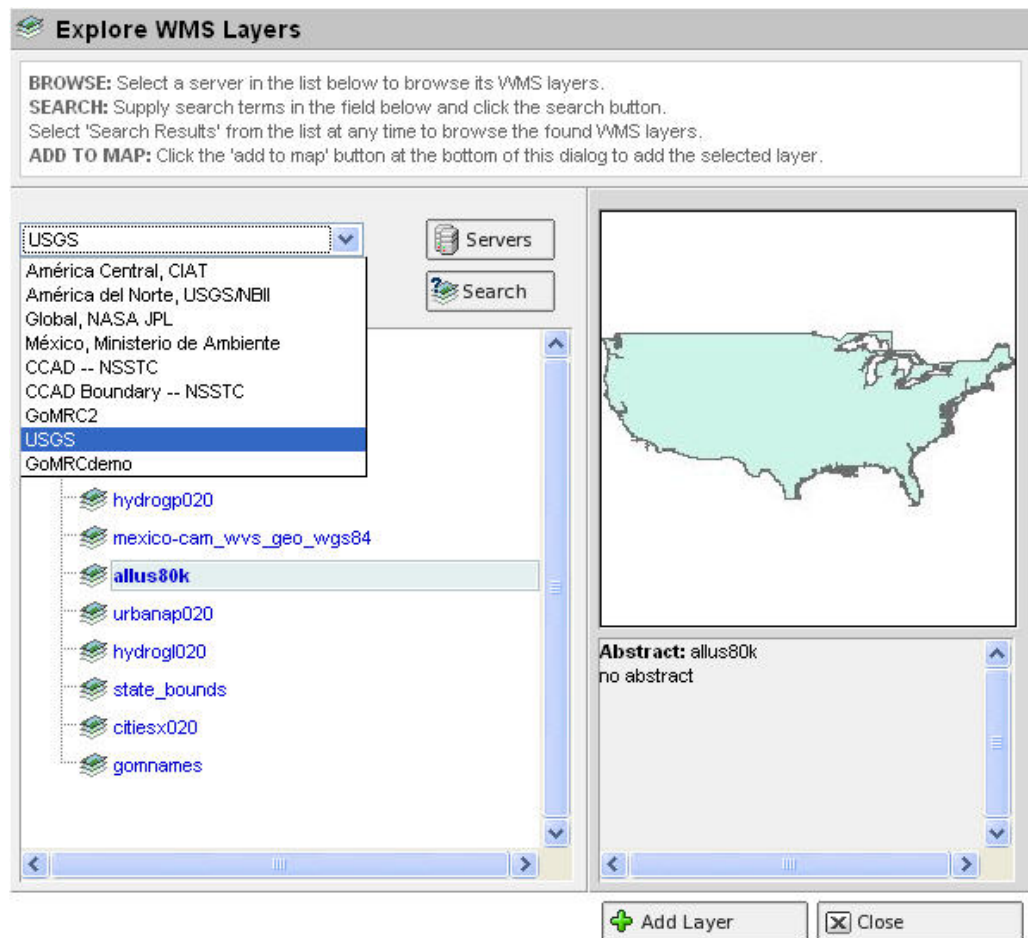 Explore WMS Layers
BROWSE: Select a server in the list below to browse its WMS layers.
SEARCH: Supply search terms in the field below and click the search button.
Select 'Search Results' from the list at any time to browse the found WMS layers.
ADD TO MAP: Click the 'add to map' button at the bottom of this dialog to add the selected layer.
USGS
Servers
Search
América Central, CIAT
América del Norte, USGS/NBII
Global, NASA JPL
México, Ministerio de Ambiente
CCAD -- NSSTC
CCAD Boundary -- NSSTC
GoMRC2
USGS
GoMRCdemo
hydrogp020
mexico-cam_wvs_geo_wgs84
allus80k
urbanap020
hydrogl020
state_bounds
citiesx020
gomnames
Abstract: allus80k
no abstract
Add Layer
Close